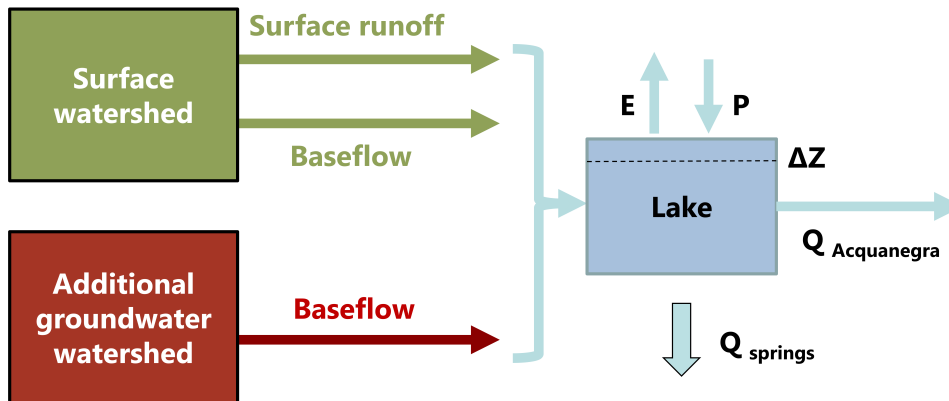 Surface runoff
Surface
watershed
Baseflow
Additional
groundwater
watershed
Baseflow
E
P
ΔZ
Lake
Q Acquanegra
Q springs